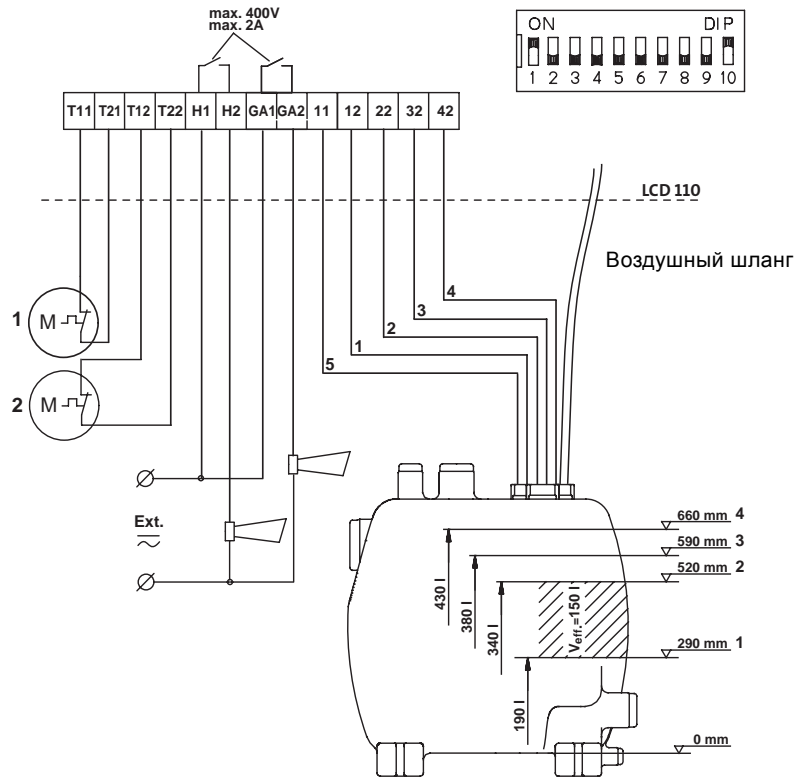 max. 400V
max. 2A
ON DIP
1 2 3 4 5 6 7 8 9 10
T11 T21 T12 T22 H1 H2 GA1 GA2 11 12 22 32 42
LCD 110
Воздушный шланг
4
3
2
1
5
1 M
2 M
Ext.
660 mm 4
590 mm 3
520 mm 2
290 mm 1
0 mm
430 l
380 l
340 l
Veff.=150 l
190 l